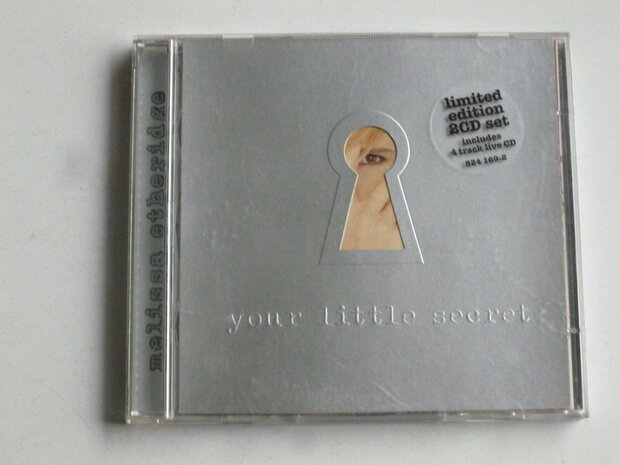 melissa etheridge
limited
edition
2CD set
includes
4 track live CD
524 169-2
your little secret